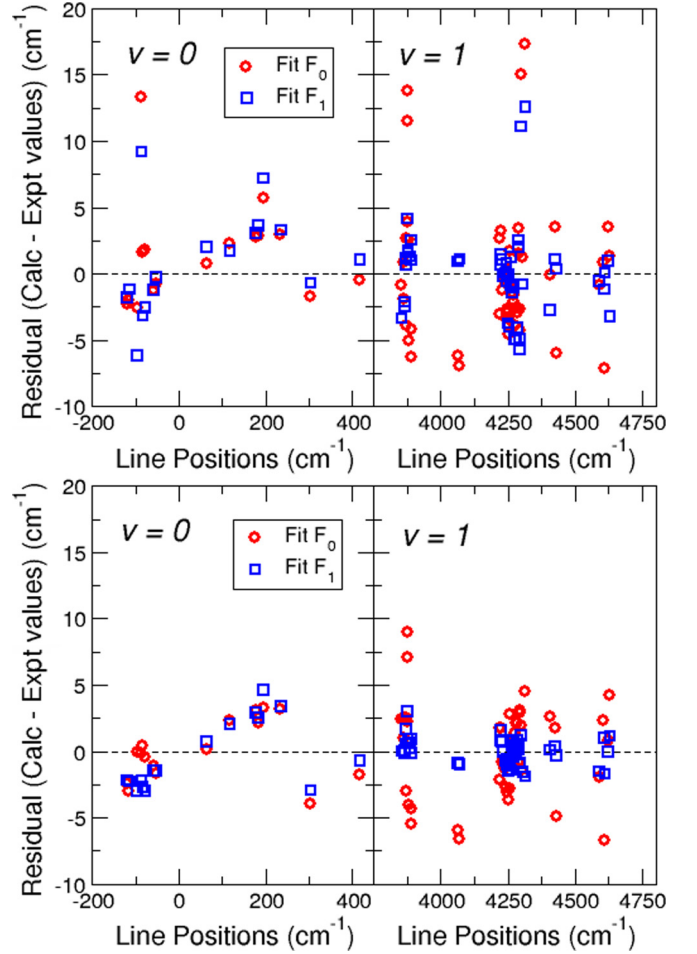 Residual (Calc - Expt values) (cm⁻¹)
20
15
10
5
0
-5
-10
v = 0
Fit F₀
Fit F₁
v = 1
-200 0 200 400 4000 4250 4500 4750
Line Positions (cm⁻¹) Line Positions (cm⁻¹)
Residual (Calc - Expt values) (cm⁻¹)
20
15
10
5
0
-5
-10
v = 0
Fit F₀
Fit F₁
v = 1
-200 0 200 400 4000 4250 4500 4750
Line Positions (cm⁻¹) Line Positions (cm⁻¹)